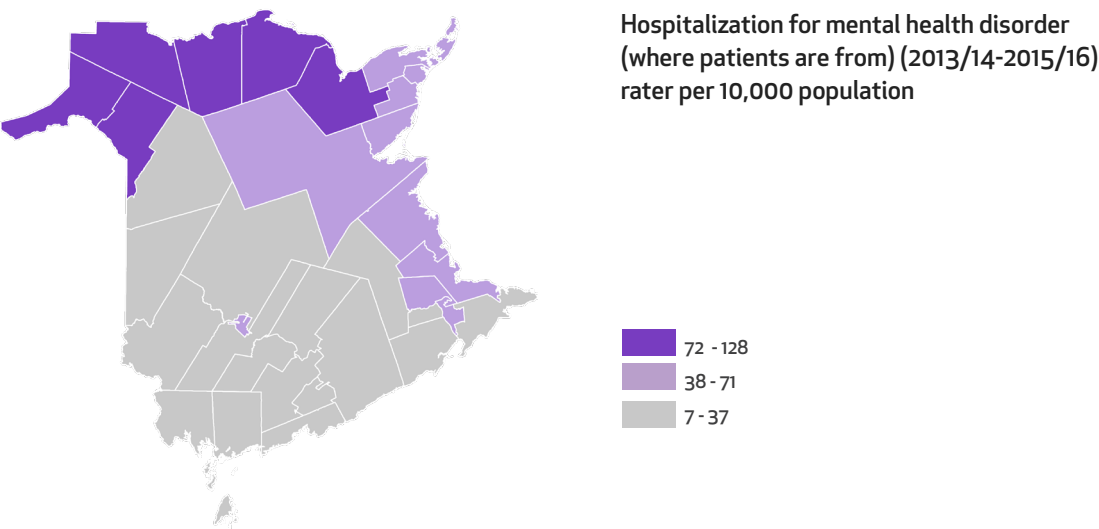 Hospitalization for mental health disorder
(where patients are from) (2013/14-2015/16)
rater per 10,000 population
72 - 128
38 - 71
7 - 37